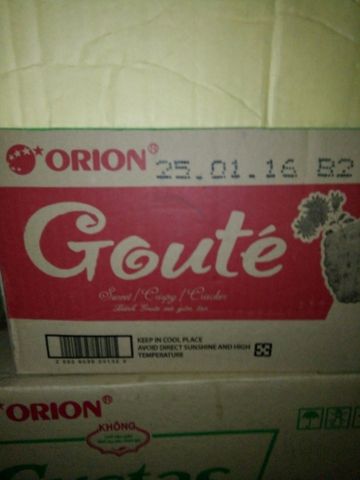 ORION®
25.01.16 B2
Gouté
Sweet / Crispy / Cracker
KEEP IN COOL PLACE
AVOID DIRECT SUNSHINE AND HIGH
TEMPERATURE
ORION®
KHÔNG